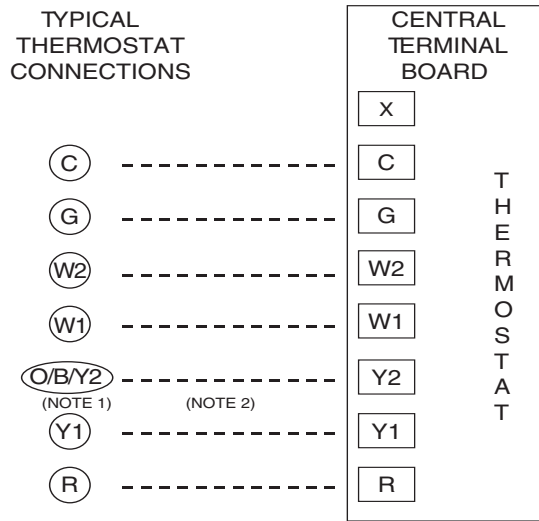 TYPICAL
THERMOSTAT
CONNECTIONS
CENTRAL
TERMINAL
BOARD
X
C C
G G
W2 W2
W1 W1
O/B/Y2 Y2
(NOTE 1) (NOTE 2)
Y1 Y1
R R
THERMOSTAT